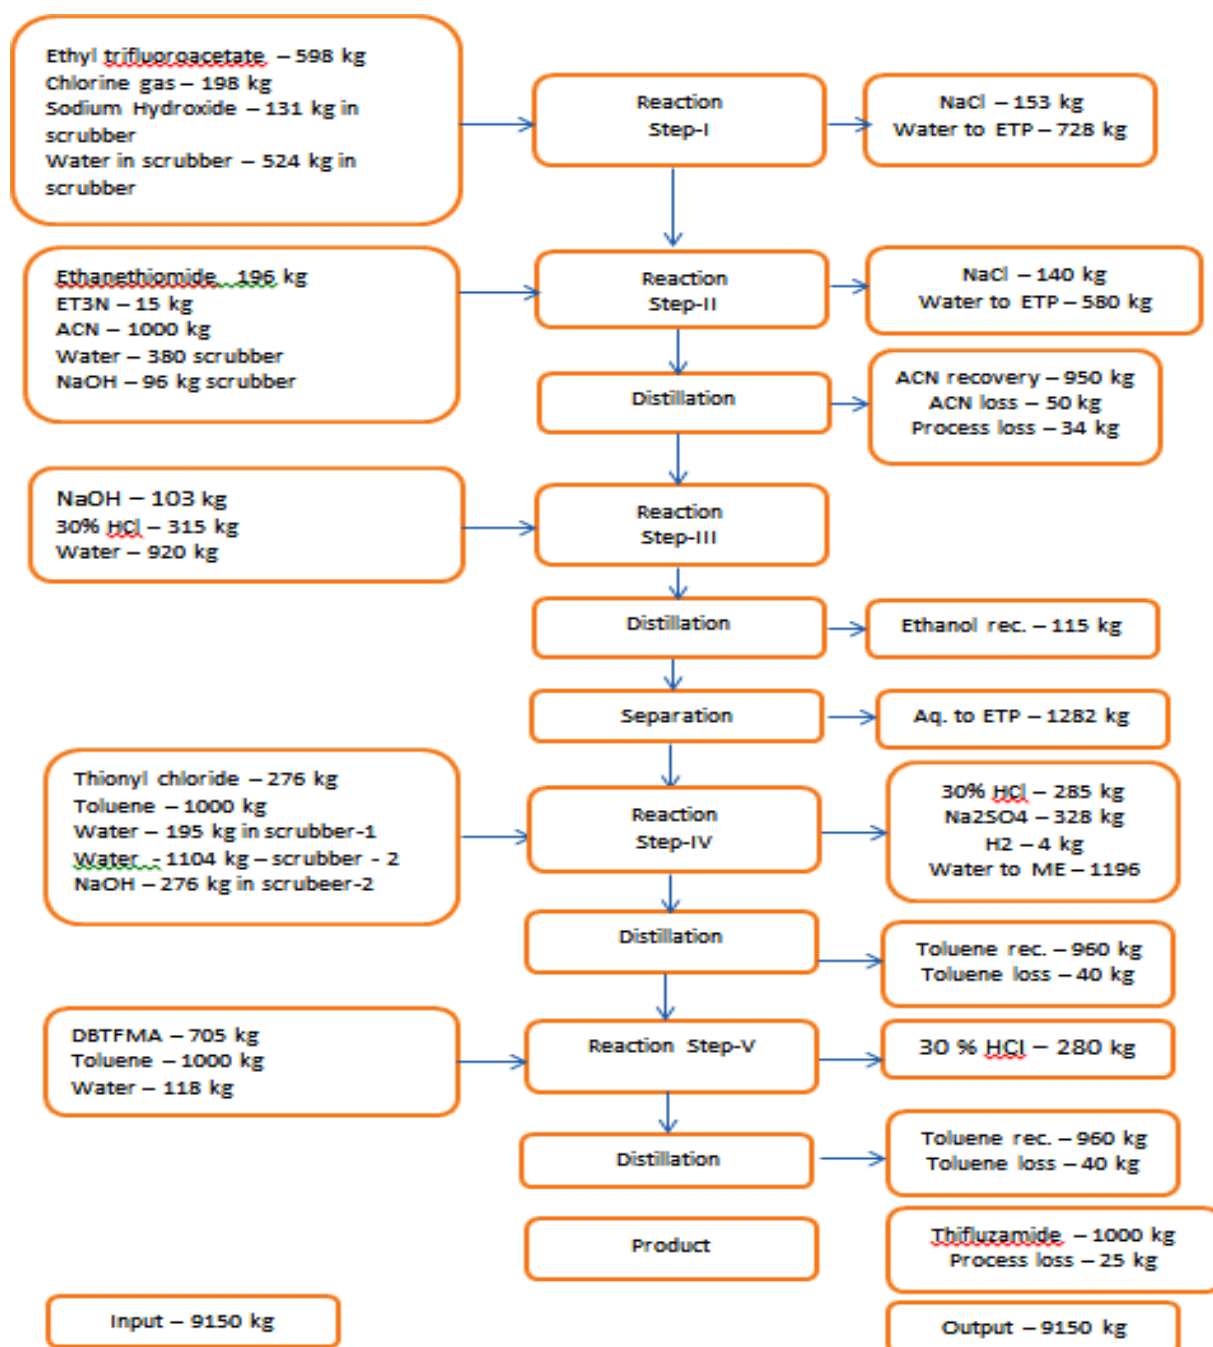 Ethyl trifluoroacetate – 598 kg
Chlorine gas – 198 kg
Sodium Hydroxide – 131 kg in
scrubber
Water in scrubber – 524 kg in
scrubber
Reaction
Step-I
NaCl – 153 kg
Water to ETP – 728 kg
Ethanethiomide 196 kg
ET3N – 15 kg
ACN – 1000 kg
Water – 380 scrubber
NaOH – 96 kg scrubber
Reaction
Step-II
NaCl – 140 kg
Water to ETP – 580 kg
Distillation
ACN recovery – 950 kg
ACN loss – 50 kg
Process loss – 34 kg
NaOH – 103 kg
30% HCl – 315 kg
Water – 920 kg
Reaction
Step-III
Distillation
Ethanol rec. – 115 kg
Separation
Aq. to ETP – 1282 kg
Thionyl chloride – 276 kg
Toluene – 1000 kg
Water – 195 kg in scrubber-1
Water - 1104 kg – scrubber - 2
NaOH – 276 kg in scrubeer-2
Reaction
Step-IV
30% HCl – 285 kg
Na2SO4 – 328 kg
H2 – 4 kg
Water to ME – 1196
Distillation
Toluene rec. – 960 kg
Toluene loss – 40 kg
DBTFMA – 705 kg
Toluene – 1000 kg
Water – 118 kg
Reaction Step-V
30 % HCl – 280 kg
Distillation
Toluene rec. – 960 kg
Toluene loss – 40 kg
Product
Thifluzamide – 1000 kg
Process loss – 25 kg
Input – 9150 kg
Output – 9150 kg